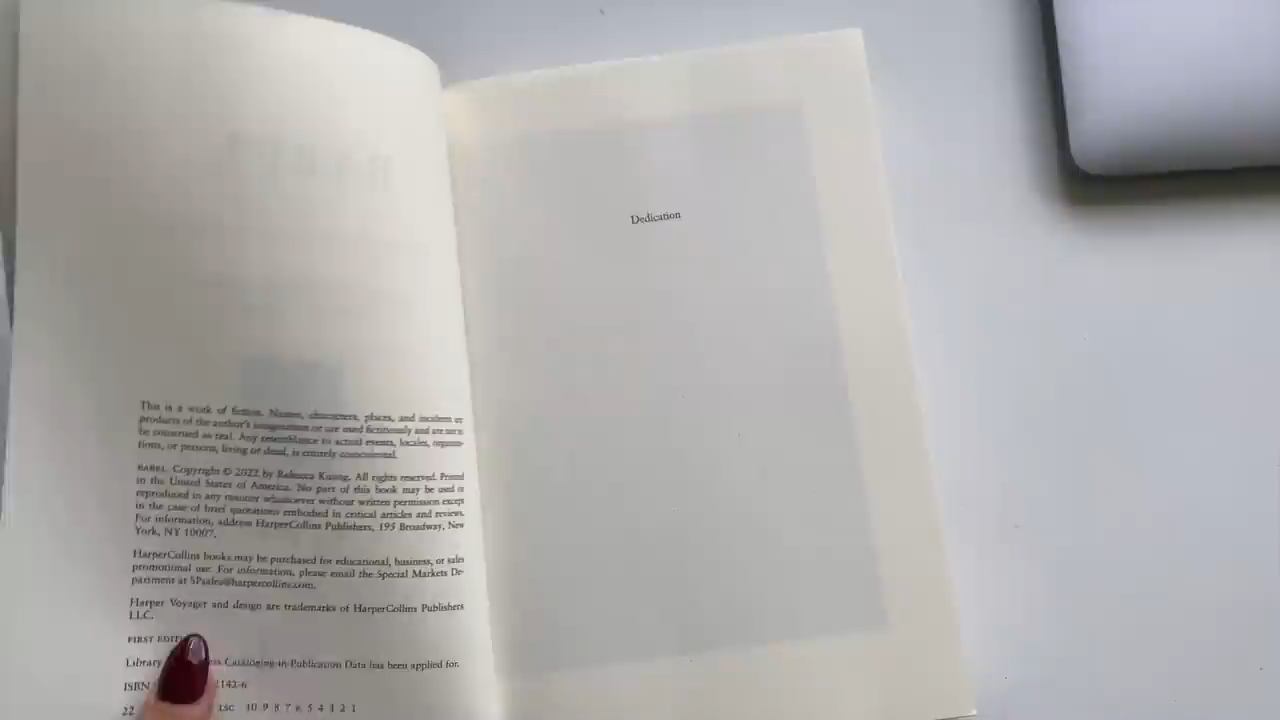 This is a work of fiction. Names, characters, places, and incidents are
products of the author's imagination or are used fictitiously and are not to
be construed as real. Any resemblance to actual events, locales, organiza-
tions, or persons, living or dead, is entirely coincidental.
BABEL. Copyright © 2022 by Rebecca Kuang. All rights reserved. Printed
in the United States of America. No part of this book may be used or
reproduced in any manner whatsoever without written permission except
in the case of brief quotations embodied in critical articles and reviews.
For information, address HarperCollins Publishers, 195 Broadway, New
York, NY 10007.
HarperCollins books may be purchased for educational, business, or sales
promotional use. For information, please email the Special Markets De-
partment at SPsales@harpercollins.com.
Harper Voyager and design are trademarks of HarperCollins Publishers
LLC.
FIRST
Library Cataloging-in-Publication Data has been applied for.
ISBN 2142-6
22 LSC 10 9 8 7 6 5 4 3 2 1
Dedication